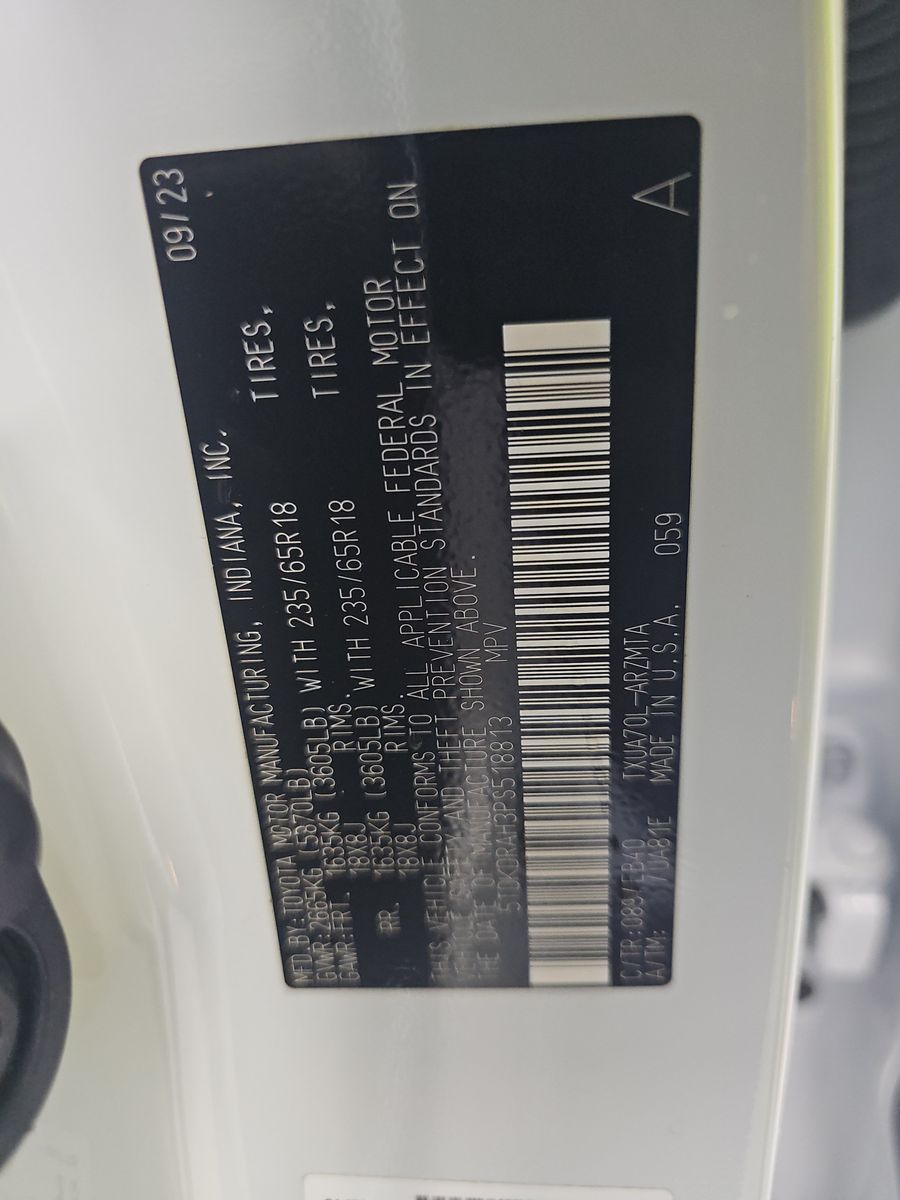 09/23
MFD.BY:TOYOTA MOTOR MANUFACTURING, INDIANA, INC.
GVWR:2665KG (5870LB)
GAWR:FRT. 1635KG (3605LB) WITH 235/65R18 TIRES,
18X8J RIMS.
RR. 1635KG (3605LB) WITH 235/65R18 TIRES,
18X8J RIMS.
THIS VEHICLE CONFORMS TO ALL APPLICABLE FEDERAL MOTOR
AND THEFT PREVENTION STANDARDS IN EFFECT ON
THE DATE OF MANUFACTURE SHOWN ABOVE.
5TDKDRAH3PS518813 MPV
A
C/TR:089/EB40 TXUA70L-ARZMTA 059
A/TM: /UA81E MADE IN U.S.A.